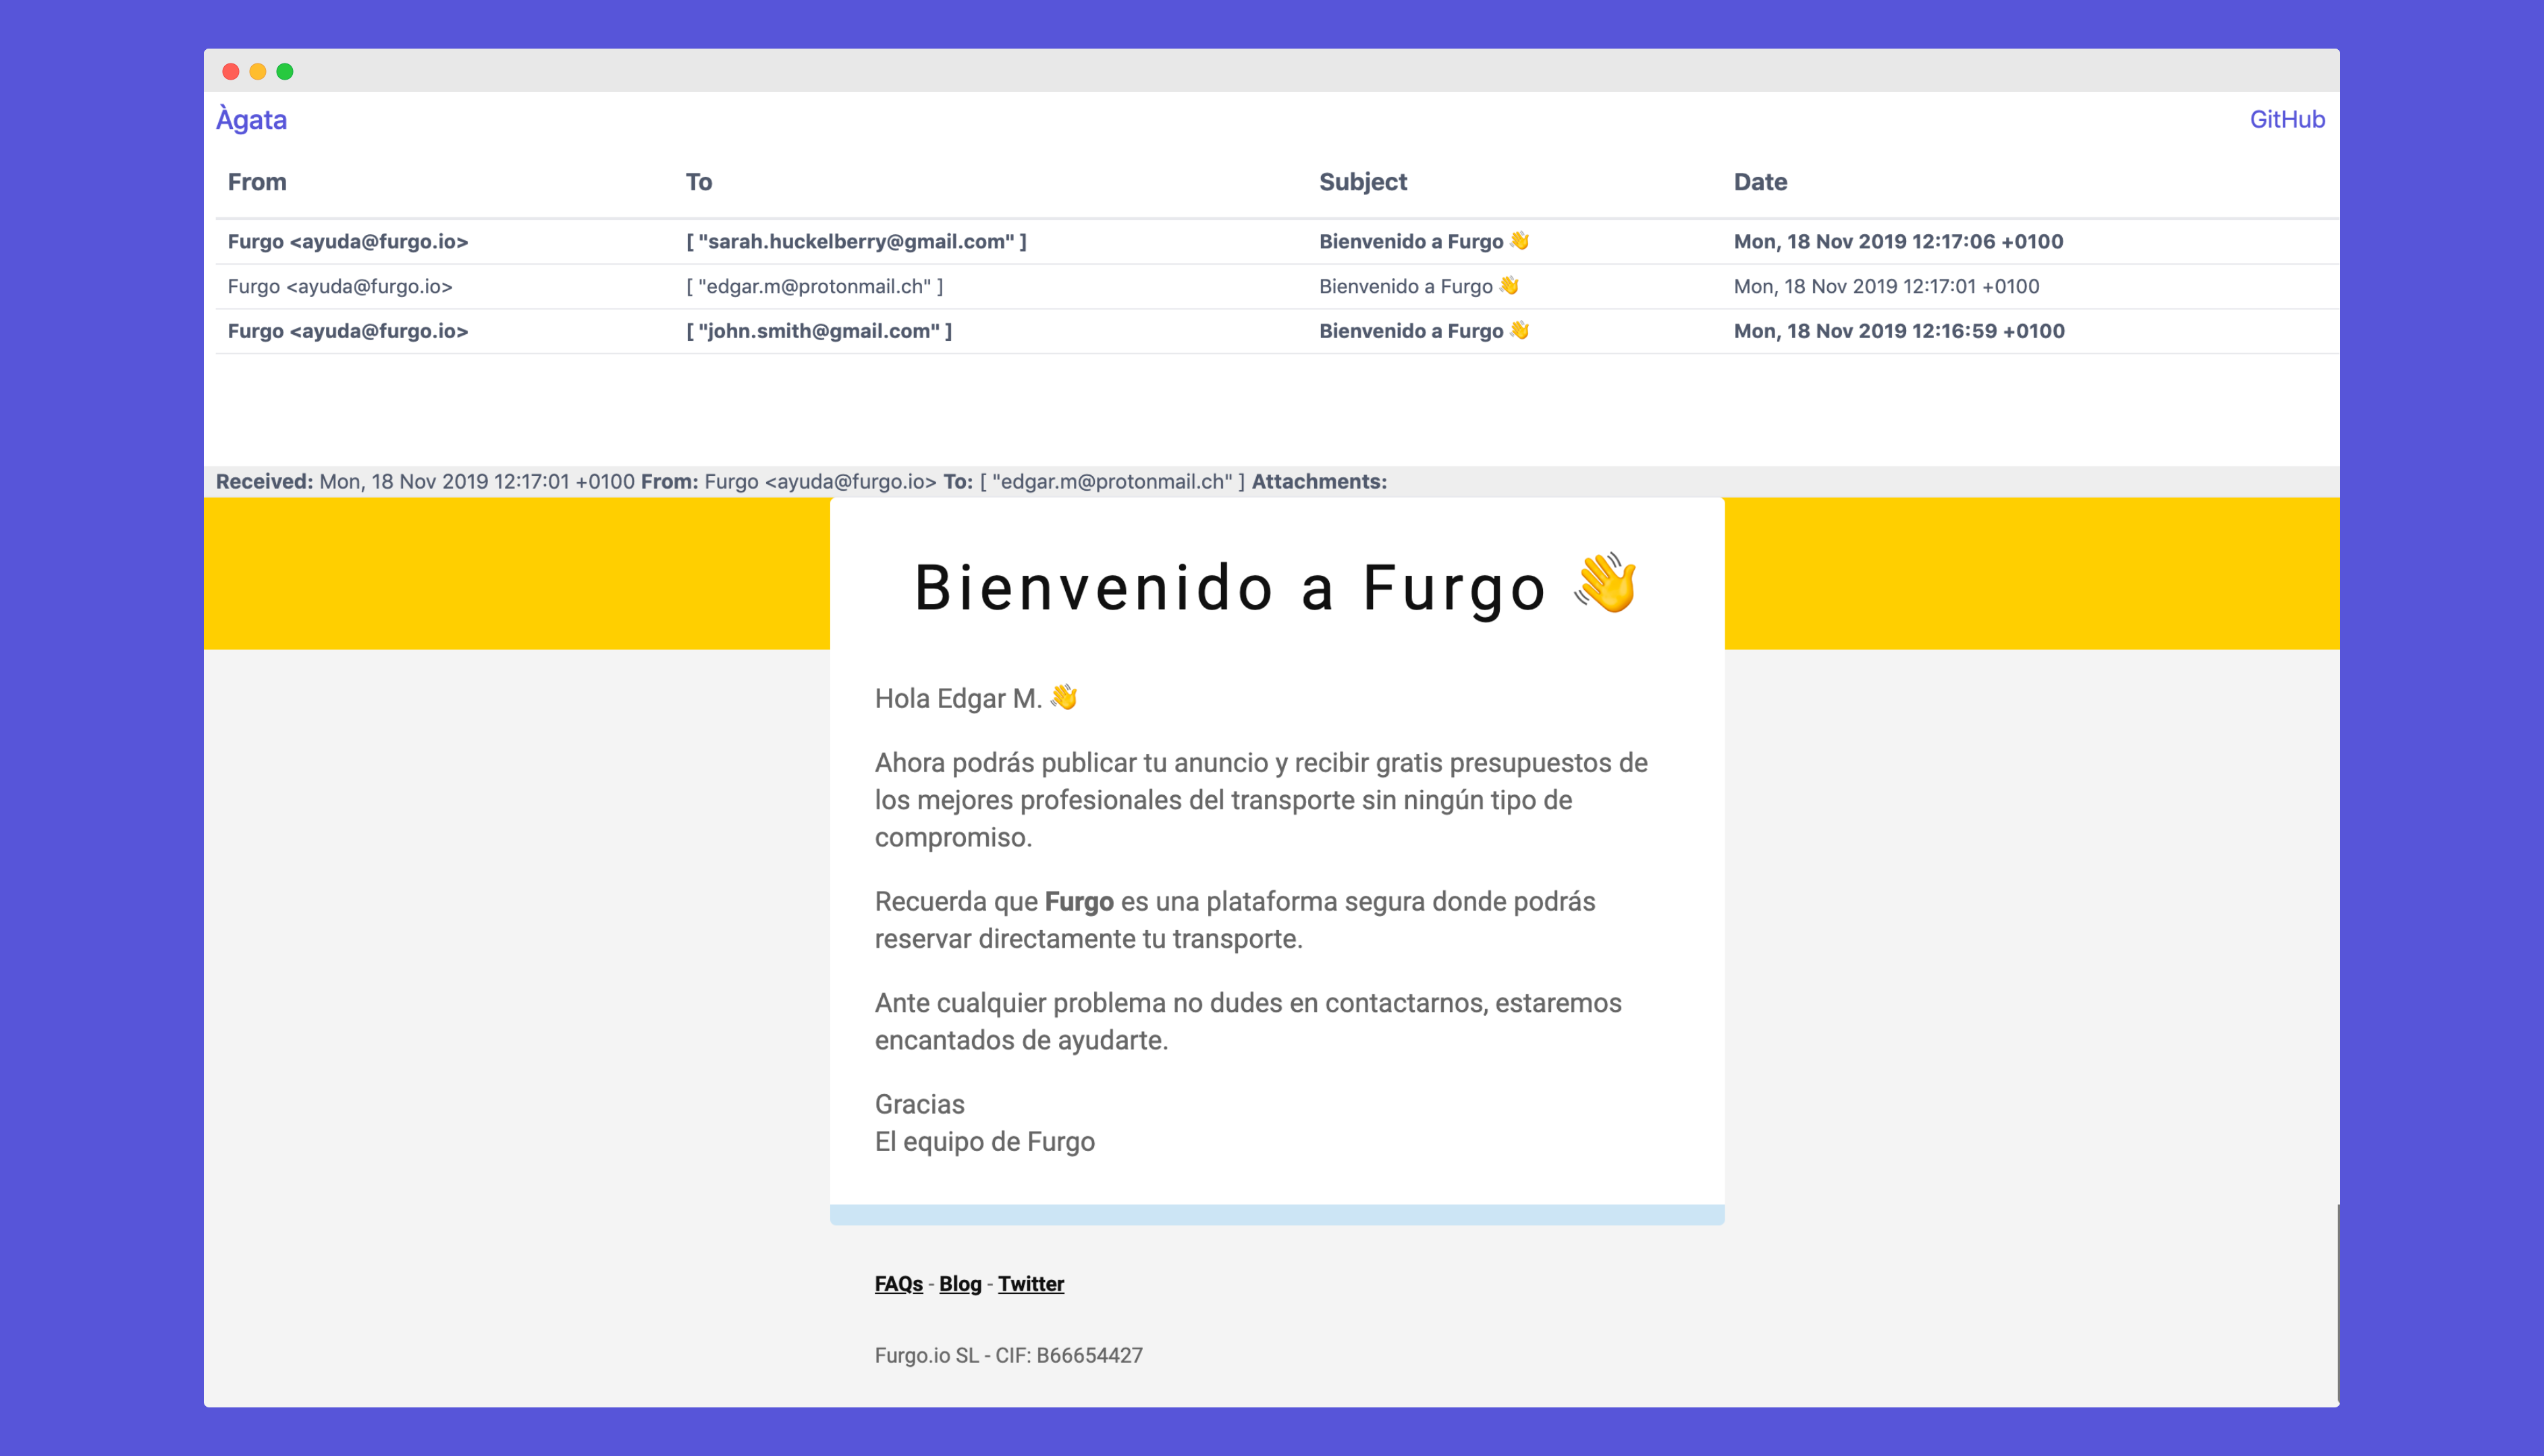 Àgata GitHub
From To Subject Date
Furgo <ayuda@furgo.io> [ "sarah.huckelberry@gmail.com" ] Bienvenido a Furgo 👋 Mon, 18 Nov 2019 12:17:06 +0100
Furgo <ayuda@furgo.io> [ "edgar.m@protonmail.ch" ] Bienvenido a Furgo 👋 Mon, 18 Nov 2019 12:17:01 +0100
Furgo <ayuda@furgo.io> [ "john.smith@gmail.com" ] Bienvenido a Furgo 👋 Mon, 18 Nov 2019 12:16:59 +0100
Received: Mon, 18 Nov 2019 12:17:01 +0100 From: Furgo <ayuda@furgo.io> To: [ "edgar.m@protonmail.ch" ] Attachments:
Bienvenido a Furgo 👋
Hola Edgar M. 👋
Ahora podrás publicar tu anuncio y recibir gratis presupuestos de
los mejores profesionales del transporte sin ningún tipo de
compromiso.
Recuerda que Furgo es una plataforma segura donde podrás
reservar directamente tu transporte.
Ante cualquier problema no dudes en contactarnos, estaremos
encantados de ayudarte.
Gracias
El equipo de Furgo
FAQs - Blog - Twitter
Furgo.io SL - CIF: B66654427